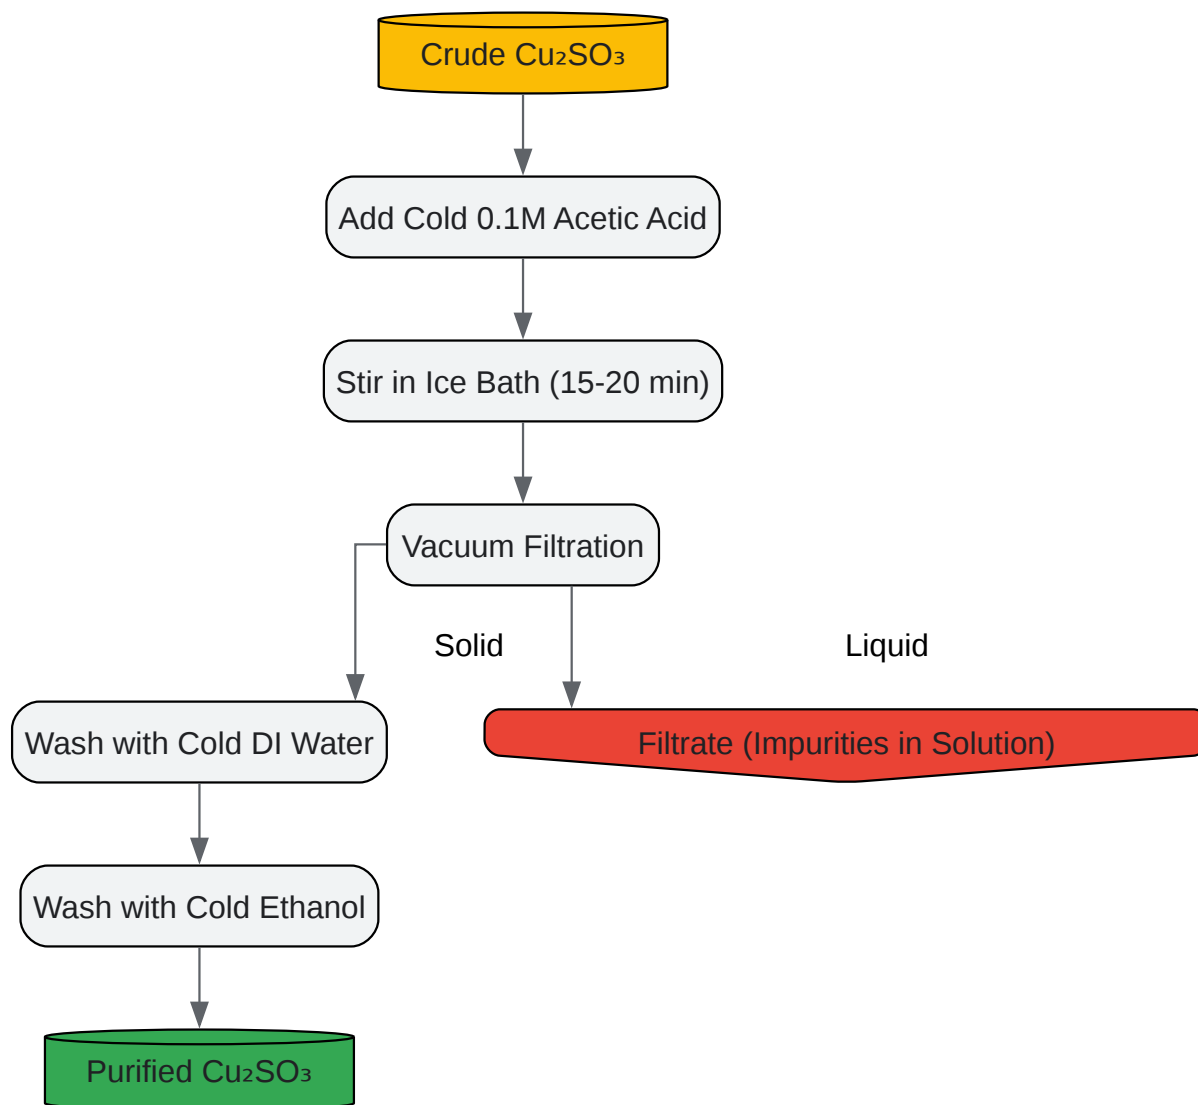 Crude Cu₂SO₃
Add Cold 0.1M Acetic Acid
Stir in Ice Bath (15-20 min)
Vacuum Filtration
Solid
Liquid
Wash with Cold DI Water
Filtrate (Impurities in Solution)
Wash with Cold Ethanol
Purified Cu₂SO₃